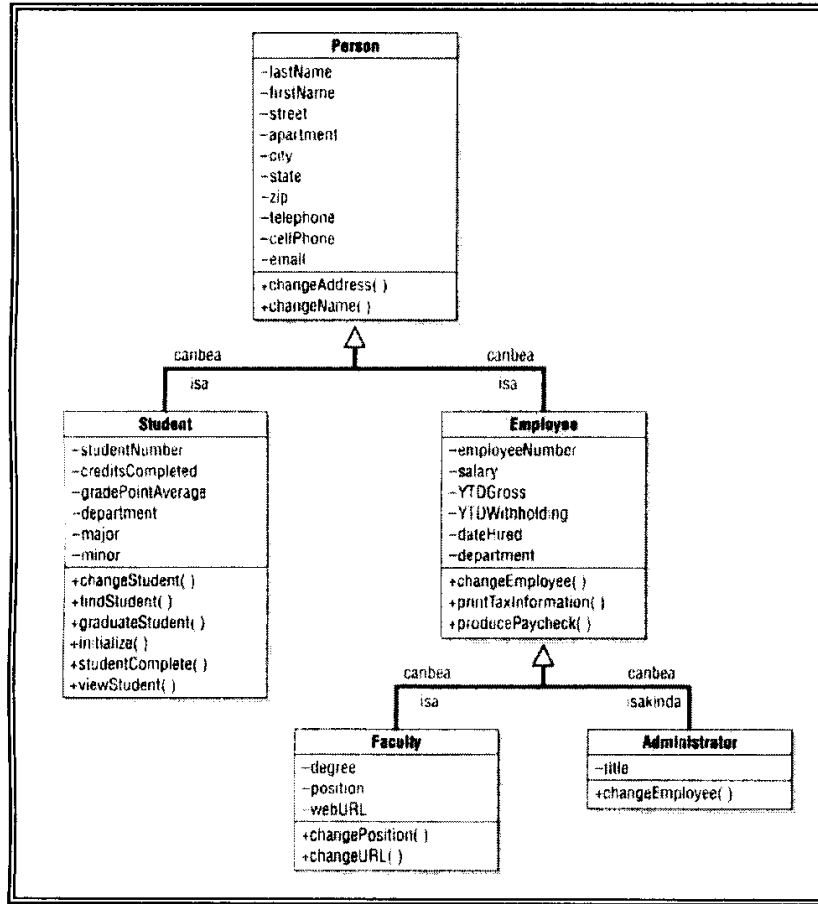 Person
-lastName
-firstName
-street
-apartment
-city
-state
-zip
-telephone
-cellPhone
-email
+changeAddress( )
+changeName( )
canbea
canbea
isa
isa
Student
-studentNumber
-creditsCompleted
-gradePointAverage
-department
-major
-minor
+changeStudent( )
+findStudent( )
+graduateStudent( )
+initialize( )
+studentComplete( )
+viewStudent( )
Employee
-employeeNumber
-salary
-YTDGross
-YTDWithholding
-dateHired
-department
+changeEmployee( )
+printTaxInformation( )
+producePaycheck( )
canbea
canbea
isa
isakinda
Faculty
-degree
-position
-webURL
+changePosition( )
+changeURL( )
Administrator
-title
+changeEmployee( )